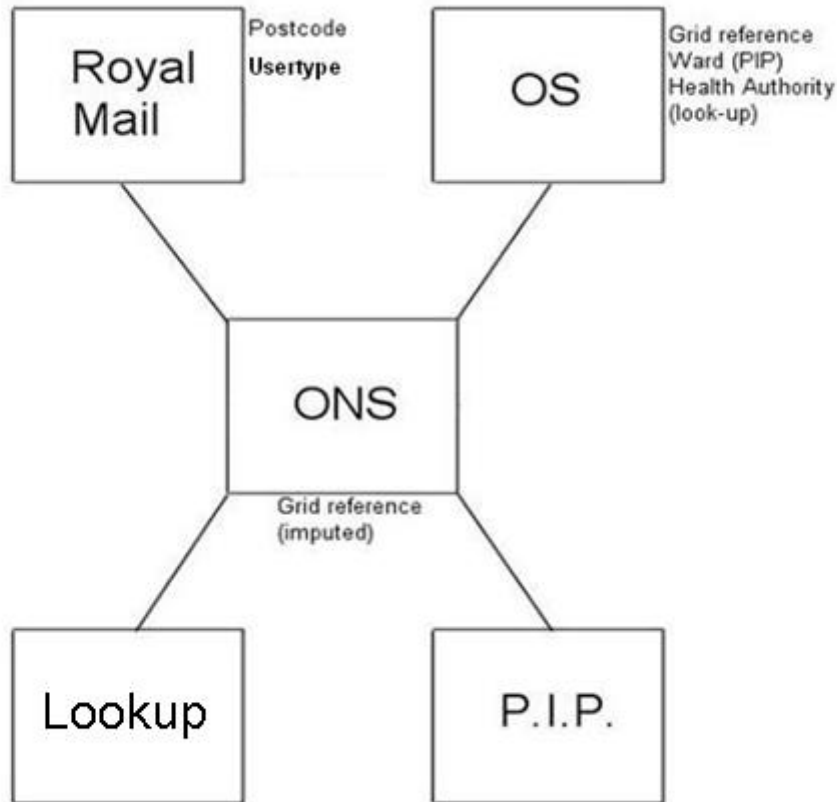 Royal
Mail
Postcode
Usertype
OS
Grid reference
Ward (PIP)
Health Authority
(look-up)
ONS
Grid reference
(imputed)
Lookup
P.I.P.